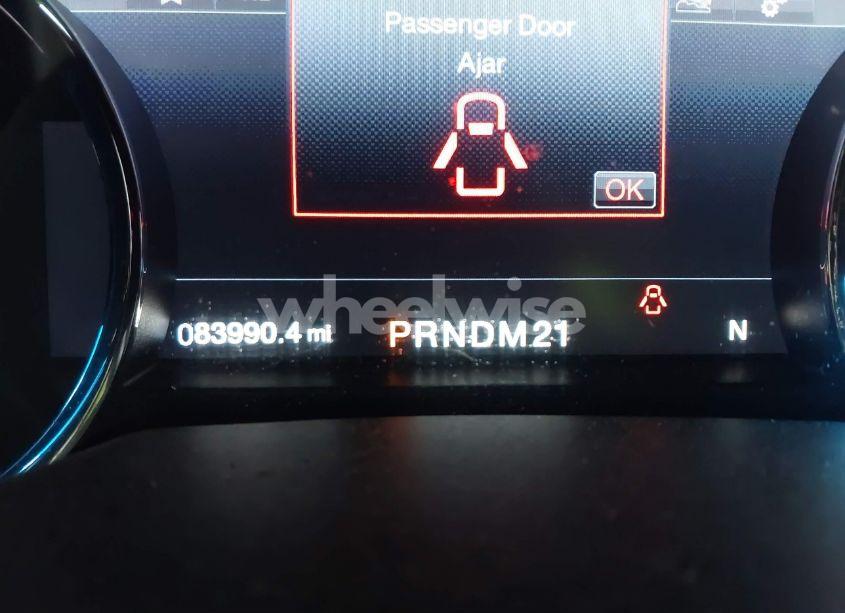 Passenger Door
Ajar
OK
wheelwise
083990.4 mi PRNDM21 N